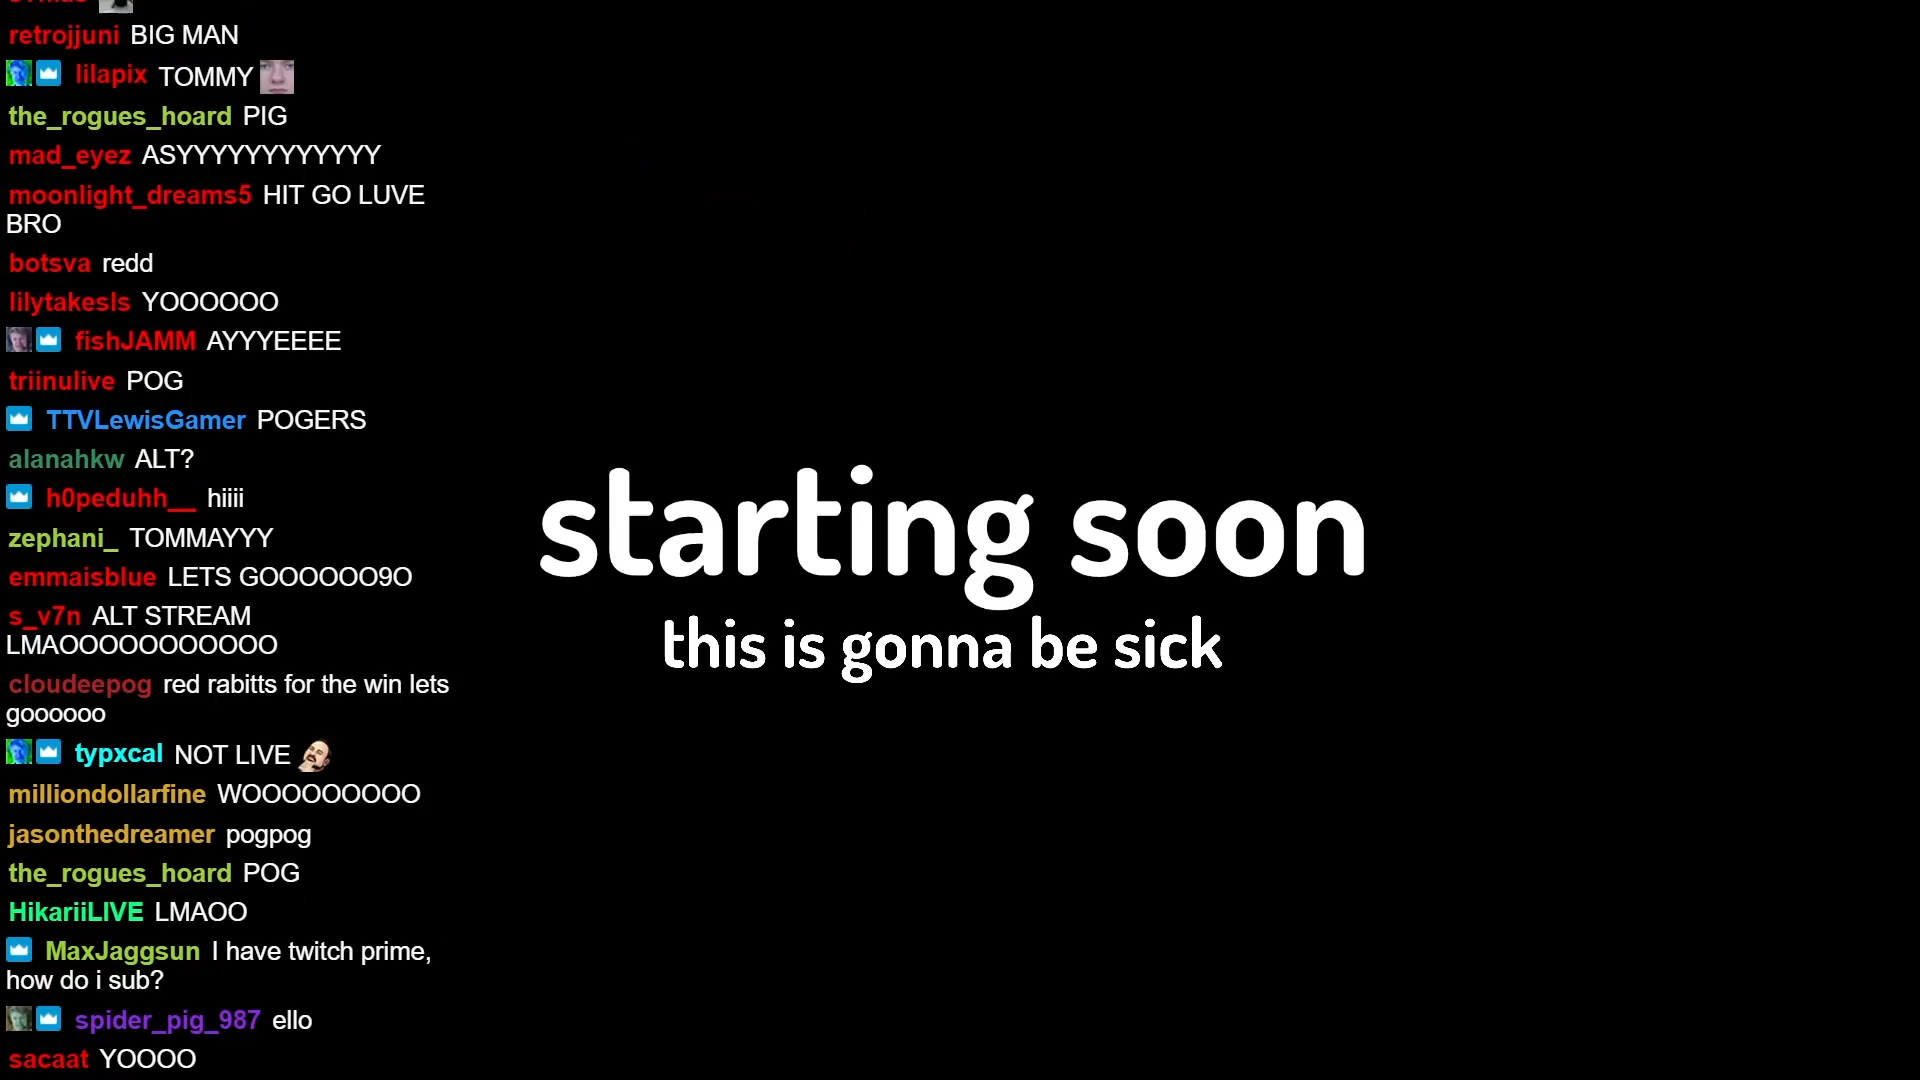 retrojjuni BIG MAN
lilapix TOMMY
the_rogues_hoard PIG
mad_eyez ASYYYYYYYYYYYY
moonlight_dreams5 HIT GO LUVE
BRO
botsva redd
lilytakesls YOOOOOO
fishJAMM AYYYEEEE
triinulive POG
TTVLewisGamer POGERS
alanahkw ALT?
h0peduhh__ hiiii
zephani_ TOMMAYYY
emmaisblue LETS GOOOOOO9O
s_v7n ALT STREAM
LMAOOOOOOOOOOO
cloudeepog red rabitts for the win lets
goooooo
typxcal NOT LIVE
milliondollarfine WOOOOOOOOO
jasonthedreamer pogpog
the_rogues_hoard POG
HikariiLIVE LMAOO
MaxJaggsun I have twitch prime,
how do i sub?
spider_pig_987 ello
sacaat YOOOO
starting soon
this is gonna be sick